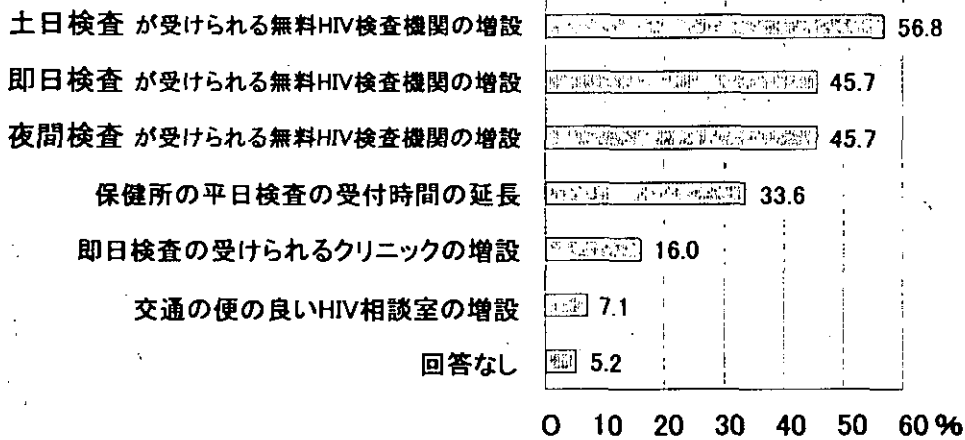 土日検査 が受けられる無料HIV検査機関の増設 56.8
即日検査 が受けられる無料HIV検査機関の増設 45.7
夜間検査 が受けられる無料HIV検査機関の増設 45.7
保健所の平日検査の受付時間の延長 33.6
即日検査の受けられるクリニックの増設 16.0
交通の便の良いHIV相談室の増設 7.1
回答なし 5.2
0 10 20 30 40 50 60 %